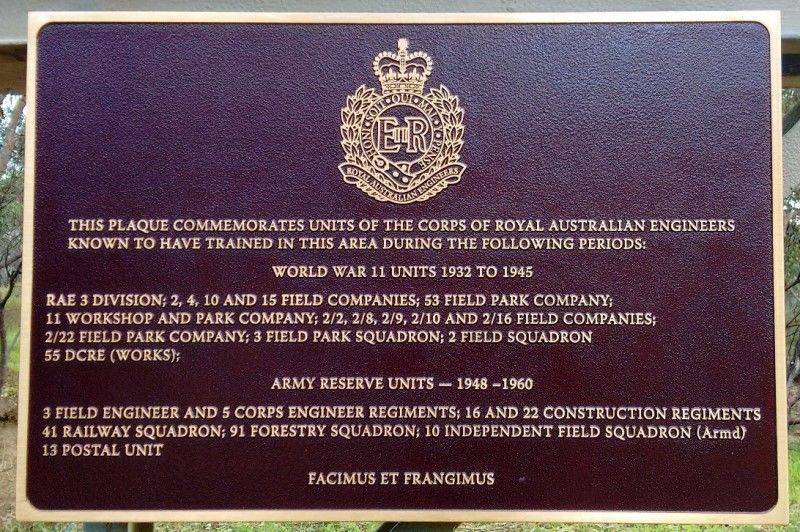 HONI · SOIT · QUI · MAL · Y · PENSE
EIIR
ROYAL AUSTRALIAN ENGINEERS
THIS PLAQUE COMMEMORATES UNITS OF THE CORPS OF ROYAL AUSTRALIAN ENGINEERS
KNOWN TO HAVE TRAINED IN THIS AREA DURING THE FOLLOWING PERIODS:
WORLD WAR 11 UNITS 1932 TO 1945
RAE 3 DIVISION; 2, 4, 10 AND 15 FIELD COMPANIES; 53 FIELD PARK COMPANY;
11 WORKSHOP AND PARK COMPANY; 2/2, 2/8, 2/9, 2/10 AND 2/16 FIELD COMPANIES;
2/22 FIELD PARK COMPANY; 3 FIELD PARK SQUADRON; 2 FIELD SQUADRON
55 DCRE (WORKS);
ARMY RESERVE UNITS — 1948 –1960
3 FIELD ENGINEER AND 5 CORPS ENGINEER REGIMENTS; 16 AND 22 CONSTRUCTION REGIMENTS
41 RAILWAY SQUADRON; 91 FORESTRY SQUADRON; 10 INDEPENDENT FIELD SQUADRON (Armd)
13 POSTAL UNIT
FACIMUS ET FRANGIMUS